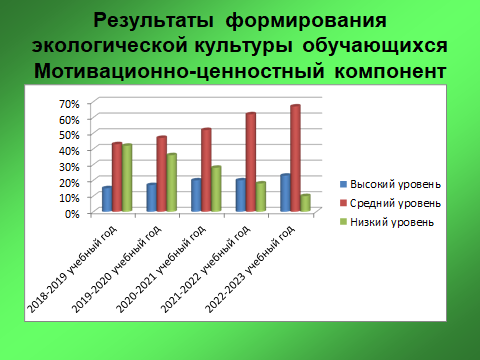 Результаты формирования
экологической культуры обучающихся
Мотивационно-ценностный компонент
70%
60%
50%
40%
30%
20%
10%
0%
2018-2019 учебный год
2019-2020 учебный год
2020-2021 учебный год
2021-2022 учебный год
2022-2023 учебный год
Высокий уровень
Средний уровень
Низкий уровень